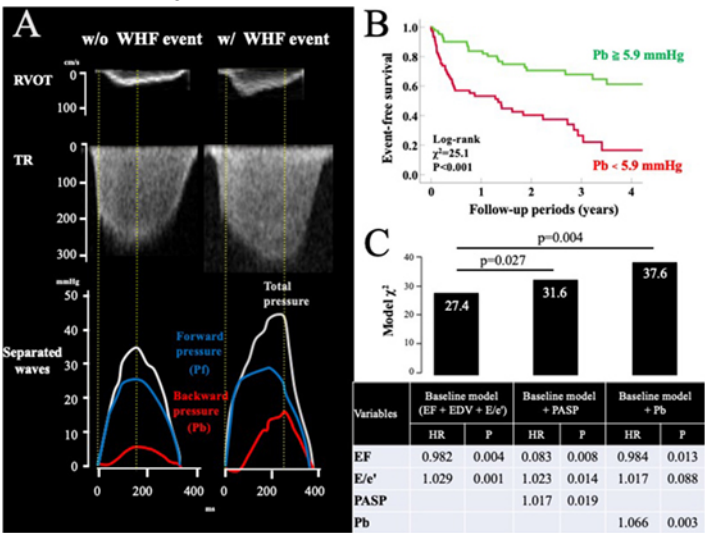 A
w/o WHF event w/ WHF event
cm/s
RVOT
0
100
TR
0
100
200
300
mmHg
50
40
30
20
10
0
Separated
waves
Total
pressure
Forward
pressure
(Pf)
Backward
pressure
(Pb)
0 200 400 0 200 400
ms
B
Event-free survival
1.0
0.8
0.6
0.4
0.2
0.0
Pb ≧ 5.9 mmHg
Log-rank
χ²=25.1
P<0.001
Pb < 5.9 mmHg
0 1 2 3 4
Follow-up periods (years)
C
p=0.004
p=0.027
Model χ²
40
30
20
10
0
27.4 31.6 37.6
Variables Baseline model (EF + EDV + E/e') Baseline model + PASP Baseline model + Pb
HR P HR P HR P
EF 0.982 0.004 0.083 0.008 0.984 0.013
E/e' 1.029 0.001 1.023 0.014 1.017 0.088
PASP 1.017 0.019
Pb 1.066 0.003